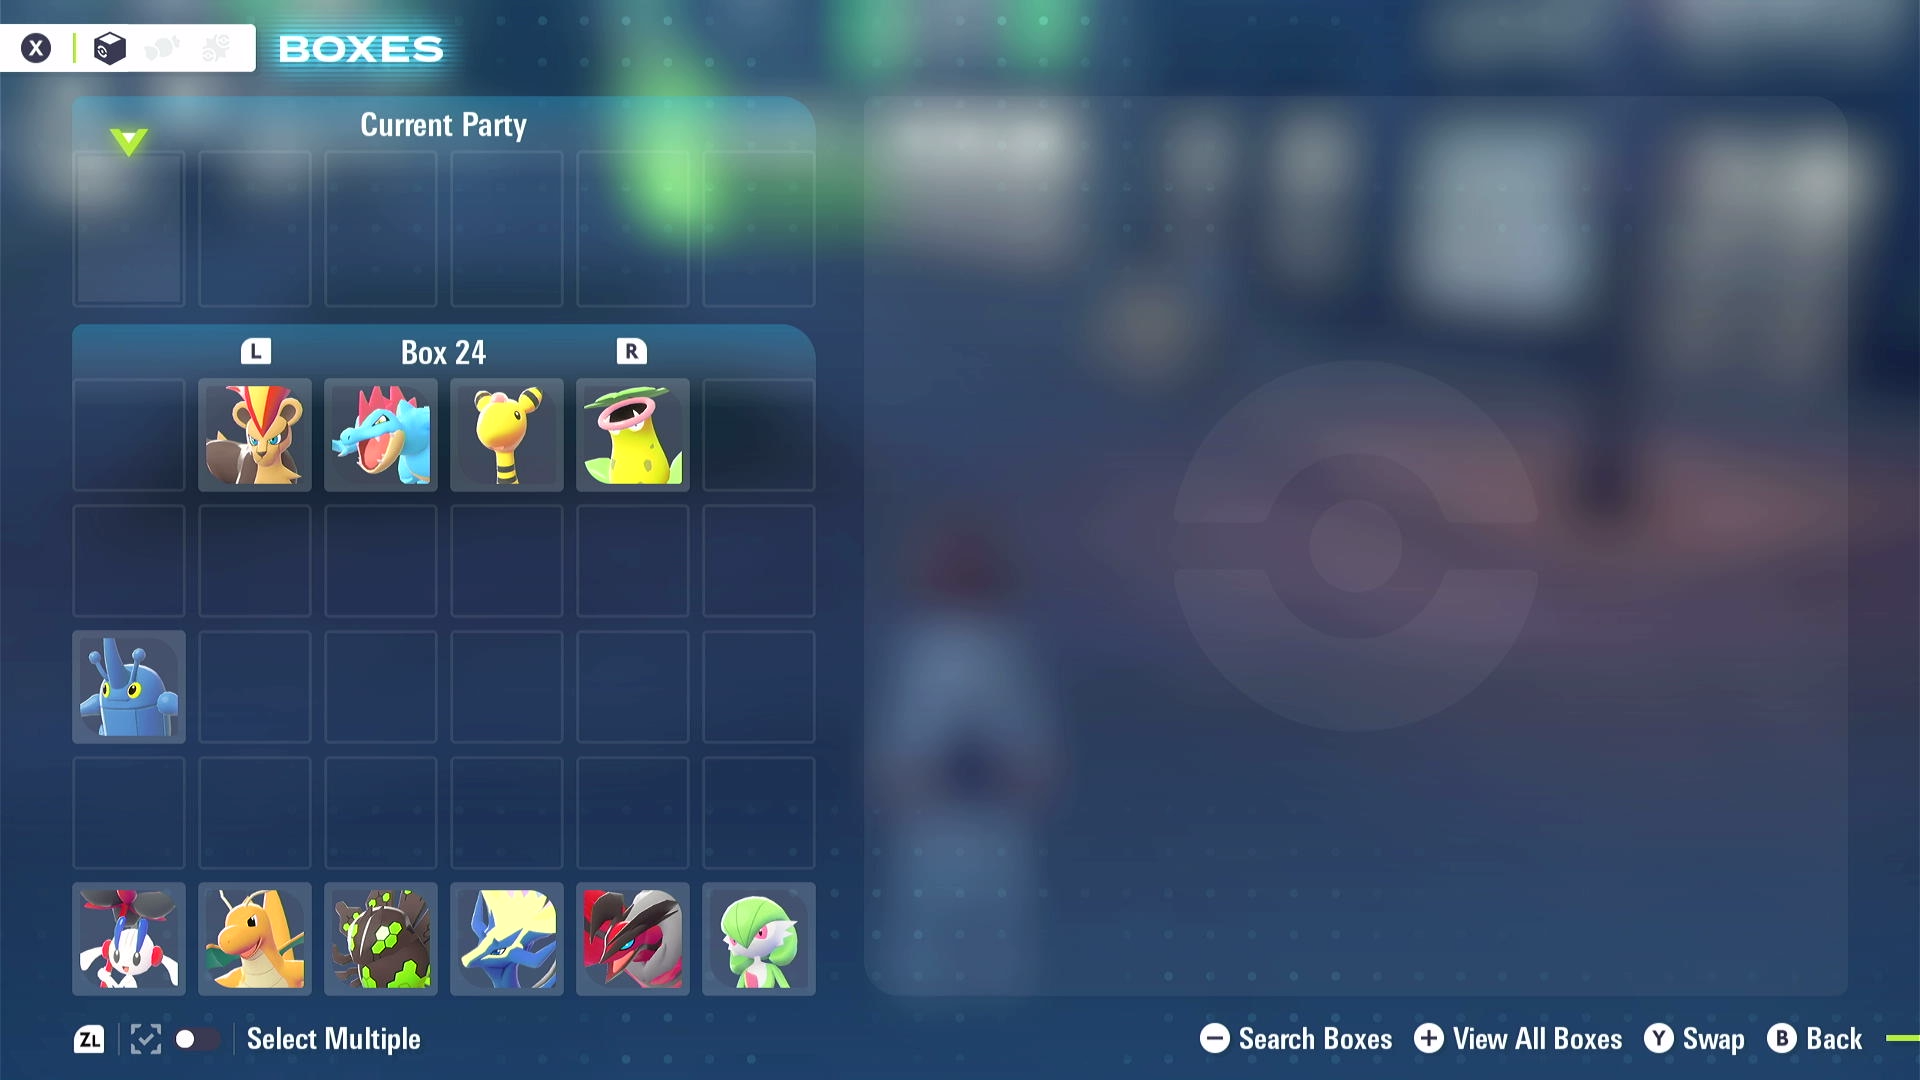 X BOXES
Current Party
L Box 24 R
ZL Select Multiple
Search Boxes View All Boxes Y Swap B Back